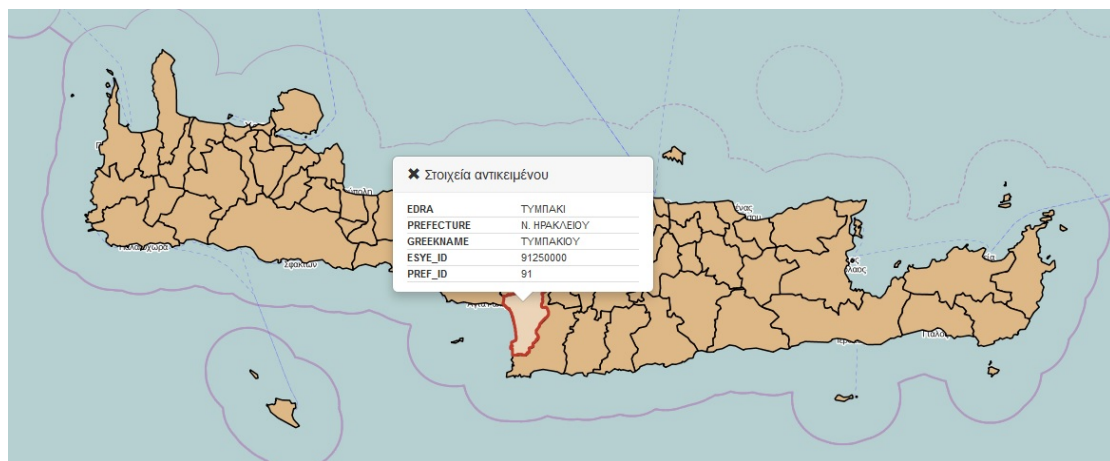 ✖ Στοιχεία αντικειμένου
EDRA ΤΥΜΠΑΚΙ
PREFECTURE Ν. ΗΡΑΚΛΕΙΟΥ
GREEKNAME ΤΥΜΠΑΚΙΟΥ
ESYE_ID 91250000
PREF_ID 91
Σφακίων